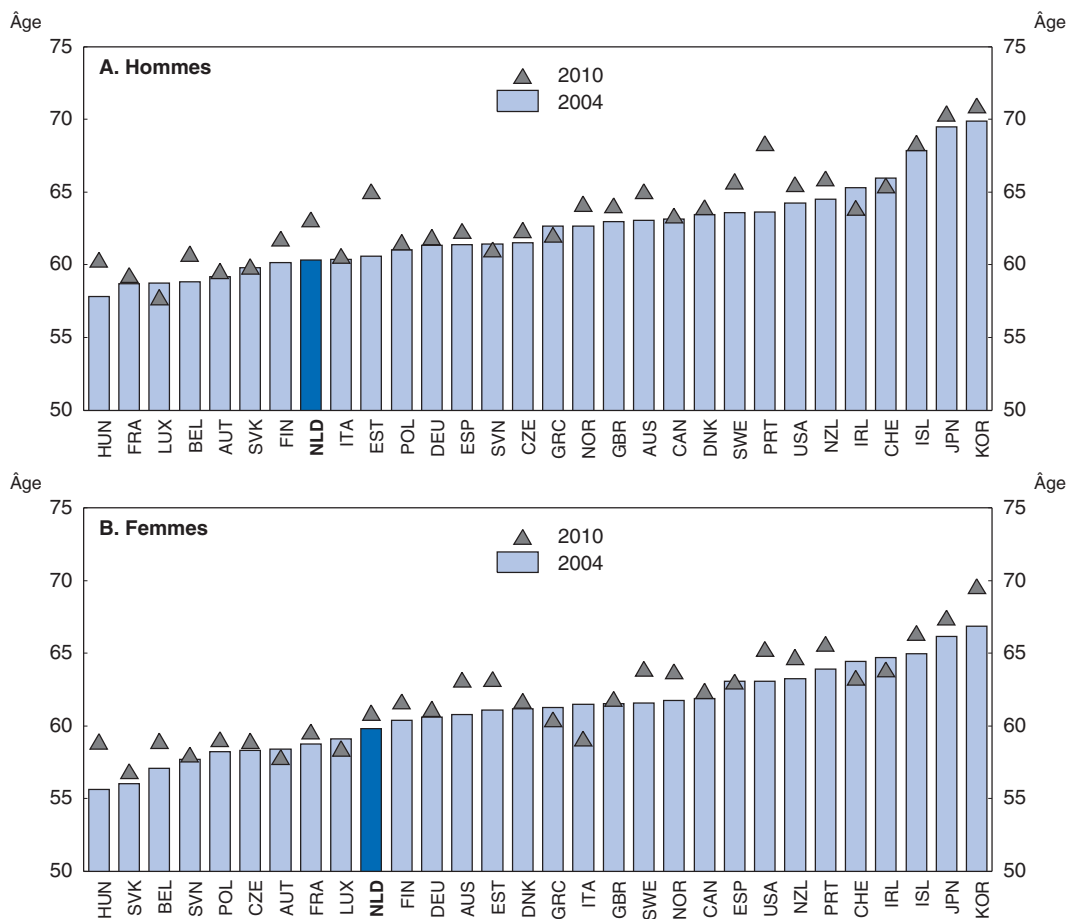 Âge Âge
75 75
A. Hommes
2010
2004
70 70
65 65
60 60
55 55
50 50
HUN FRA LUX BEL AUT SVK FIN NLD ITA EST POL DEU ESP SVN CZE GRC NOR GBR AUS CAN DNK SWE PRT USA NZL IRL CHE ISL JPN KOR
Âge Âge
75 75
B. Femmes
2010
2004
70 70
65 65
60 60
55 55
50 50
HUN SVK BEL SVN POL CZE AUT FRA LUX NLD FIN DEU AUS EST DNK GRC ITA GBR SWE NOR CAN ESP USA NZL PRT CHE IRL ISL JPN KOR